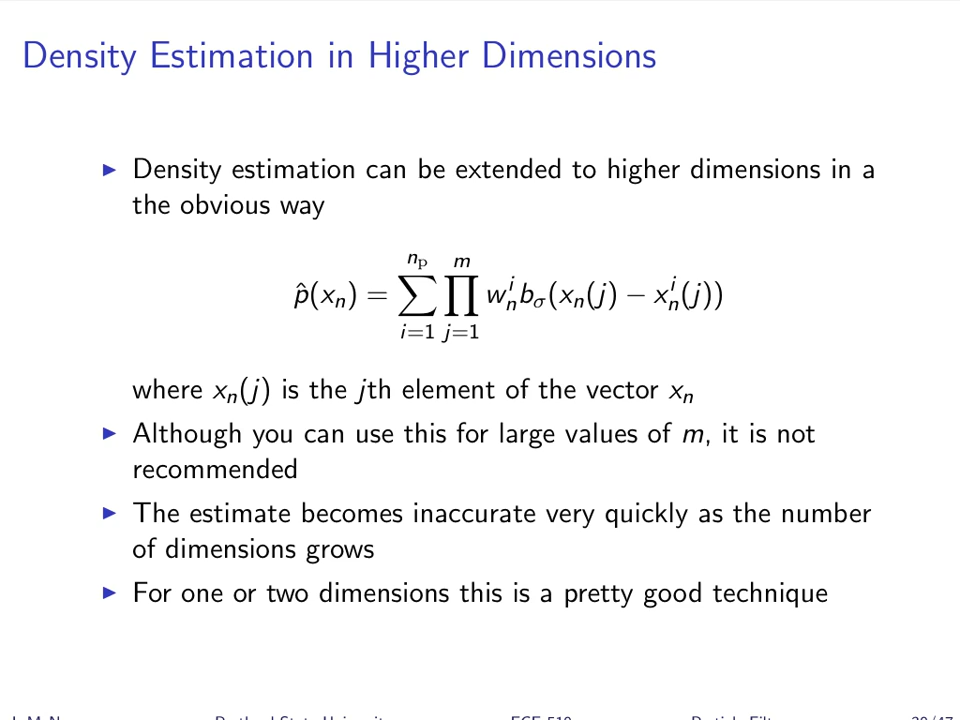 Density Estimation in Higher Dimensions
► Density estimation can be extended to higher dimensions in a
the obvious way
p̂(xₙ) = ∑_{i=1}^{n_p} ∏_{j=1}^{m} w_n^i b_σ(x_n(j) − x_n^i(j))
where xₙ(j) is the jth element of the vector xₙ
► Although you can use this for large values of m, it is not
recommended
► The estimate becomes inaccurate very quickly as the number
of dimensions grows
► For one or two dimensions this is a pretty good technique